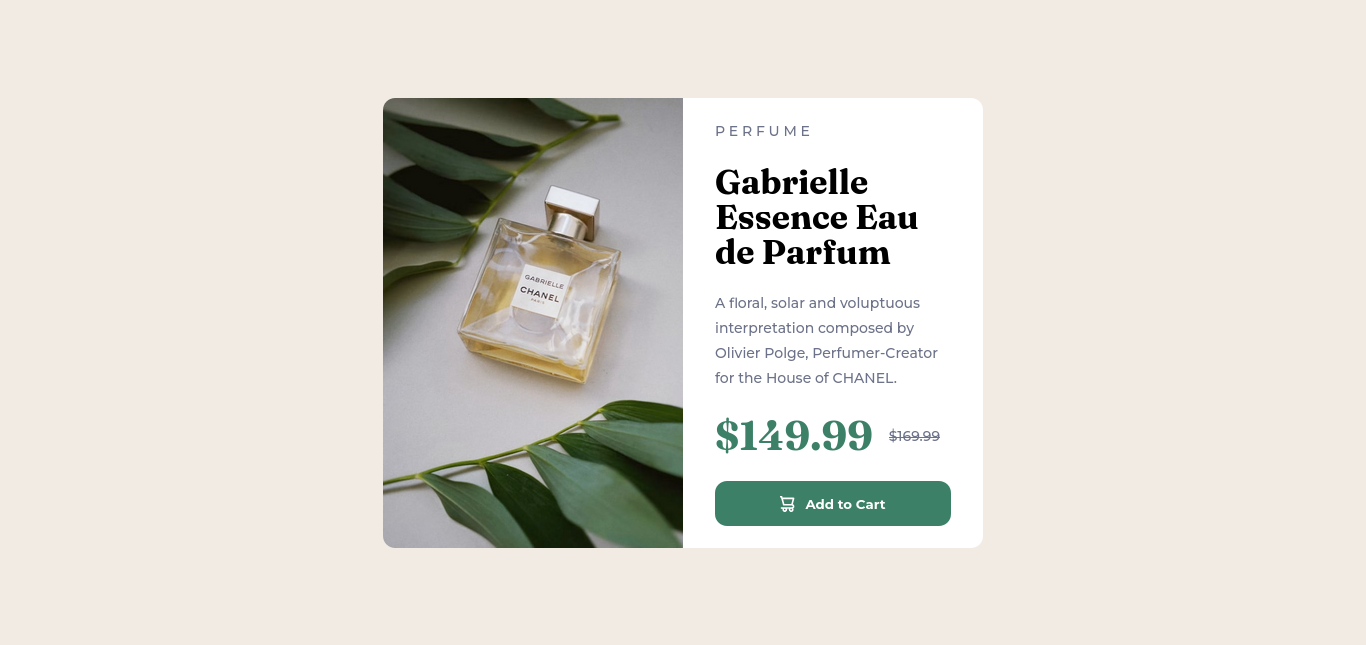 GABRIELLE
CHANEL
PARIS
PERFUME
Gabrielle
Essence Eau
de Parfum
A floral, solar and voluptuous
interpretation composed by
Olivier Polge, Perfumer-Creator
for the House of CHANEL.
$149.99 $169.99
Add to Cart